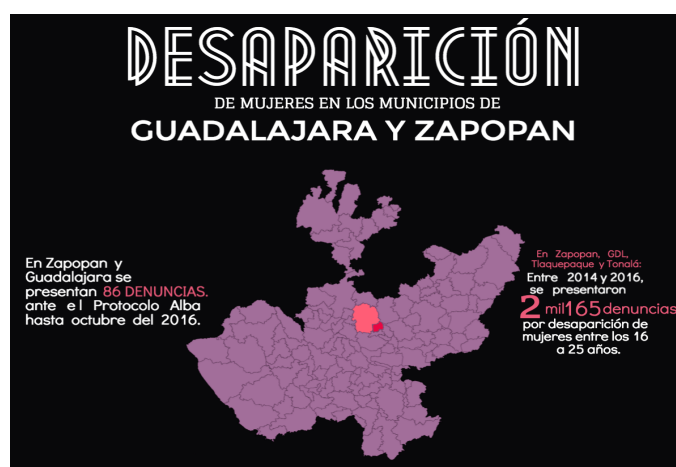 DESAPARICIÓN
DE MUJERES EN LOS MUNICIPIOS DE
GUADALAJARA Y ZAPOPAN
En Zapopan y
Guadalajara se
presentan 86 DENUNCIAS.
ante el Protocolo Alba
hasta octubre del 2016.
En Zapopan, GDL,
Tlaquepaque y Tonalá:
Entre 2014 y 2016,
se presentaron
2 mil165denuncias
por desaparición de
mujeres entre los 16
a 25 años.